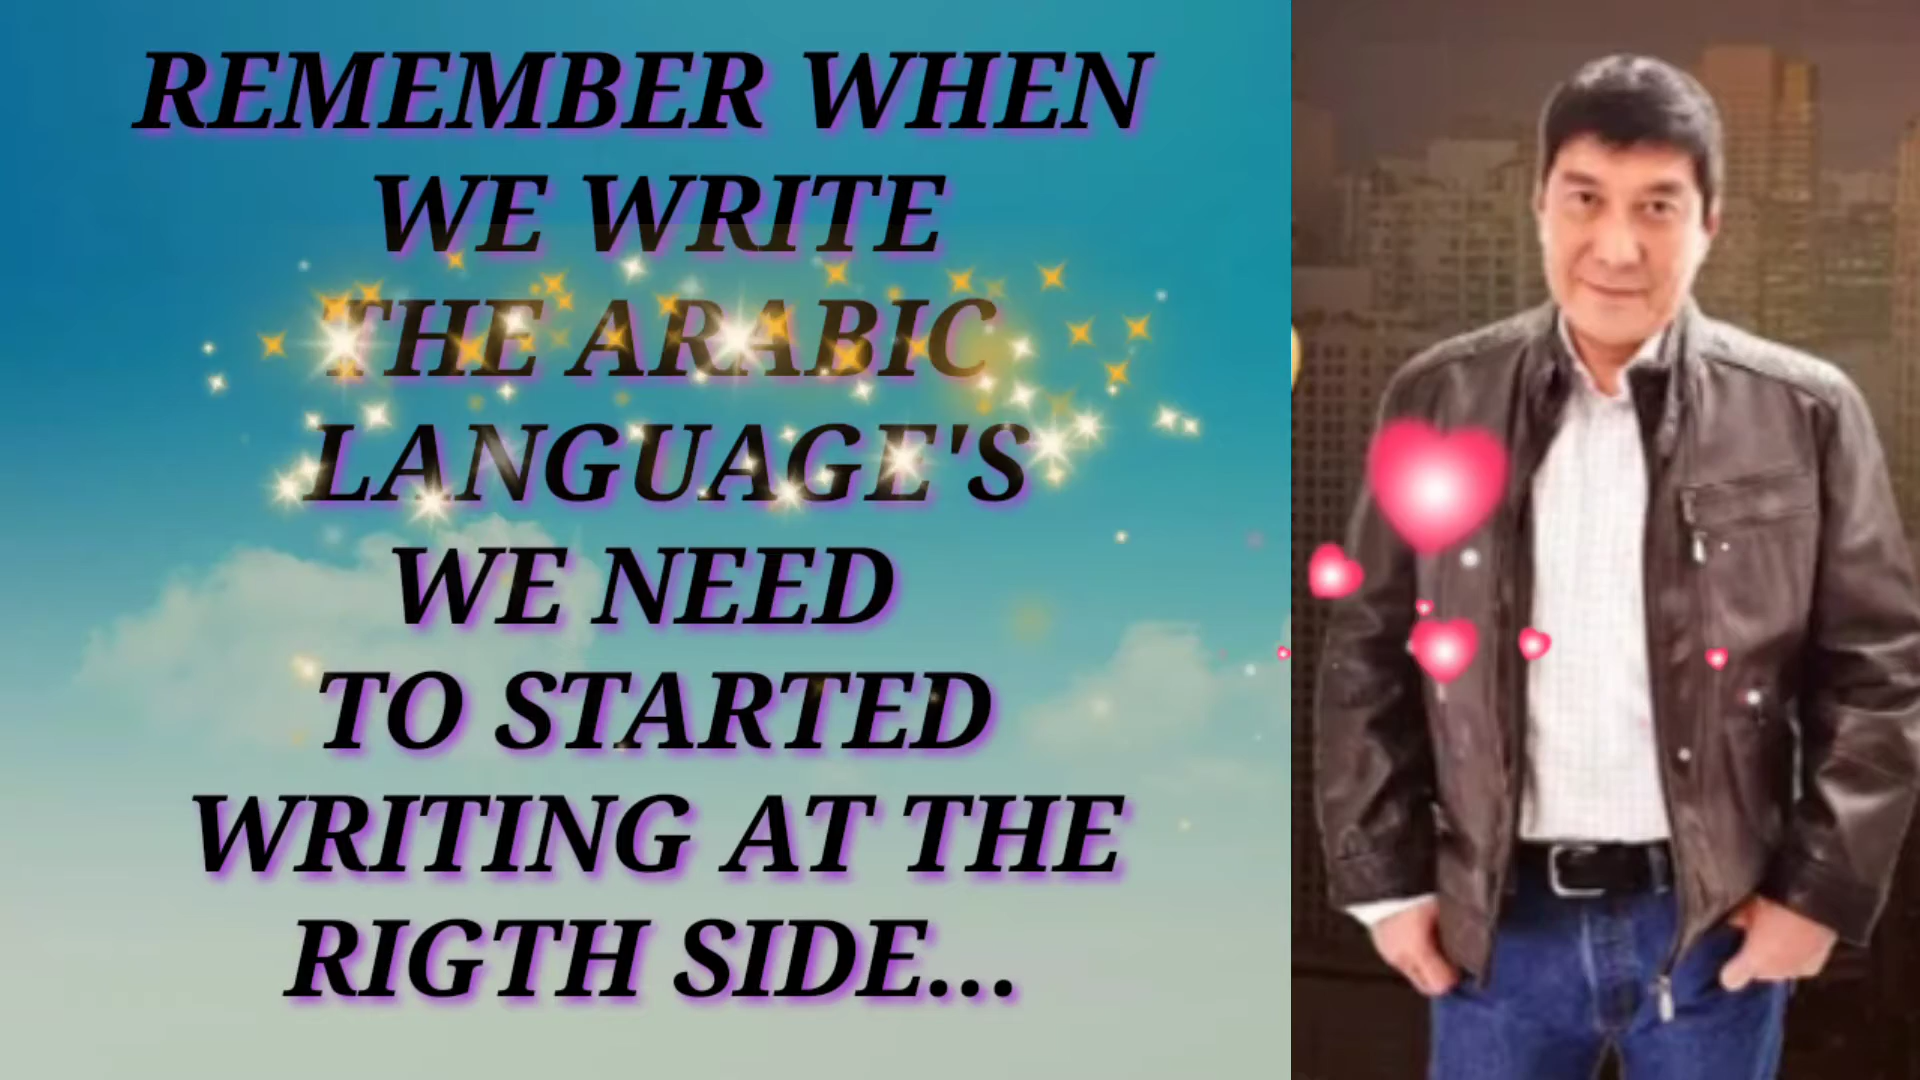 REMEMBER WHEN
WE WRITE
THE ARABIC
LANGUAGE'S
WE NEED
TO STARTED
WRITING AT THE
RIGTH SIDE...